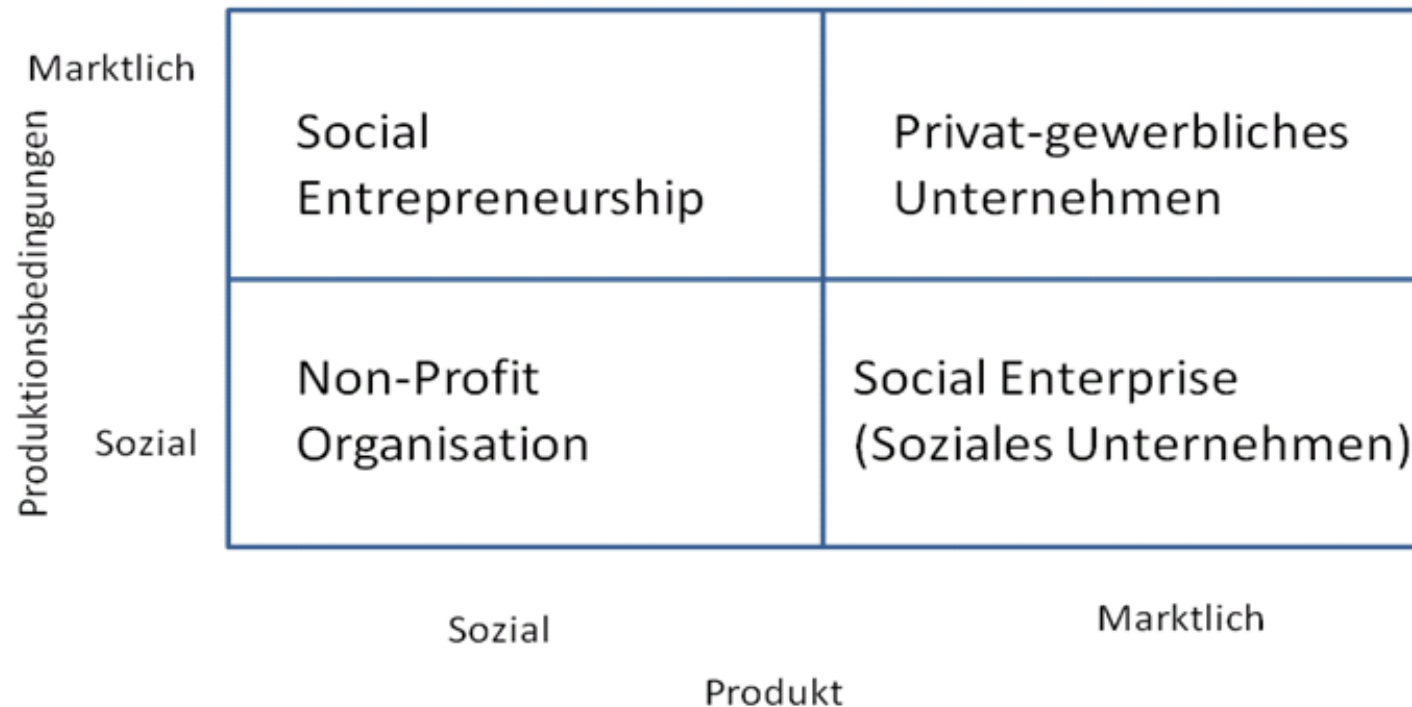 Marktlich
Produktionsbedingungen
Social
Entrepreneurship
Privat-gewerbliches
Unternehmen
Sozial
Non-Profit
Organisation
Social Enterprise
(Soziales Unternehmen)
Sozial
Marktlich
Produkt